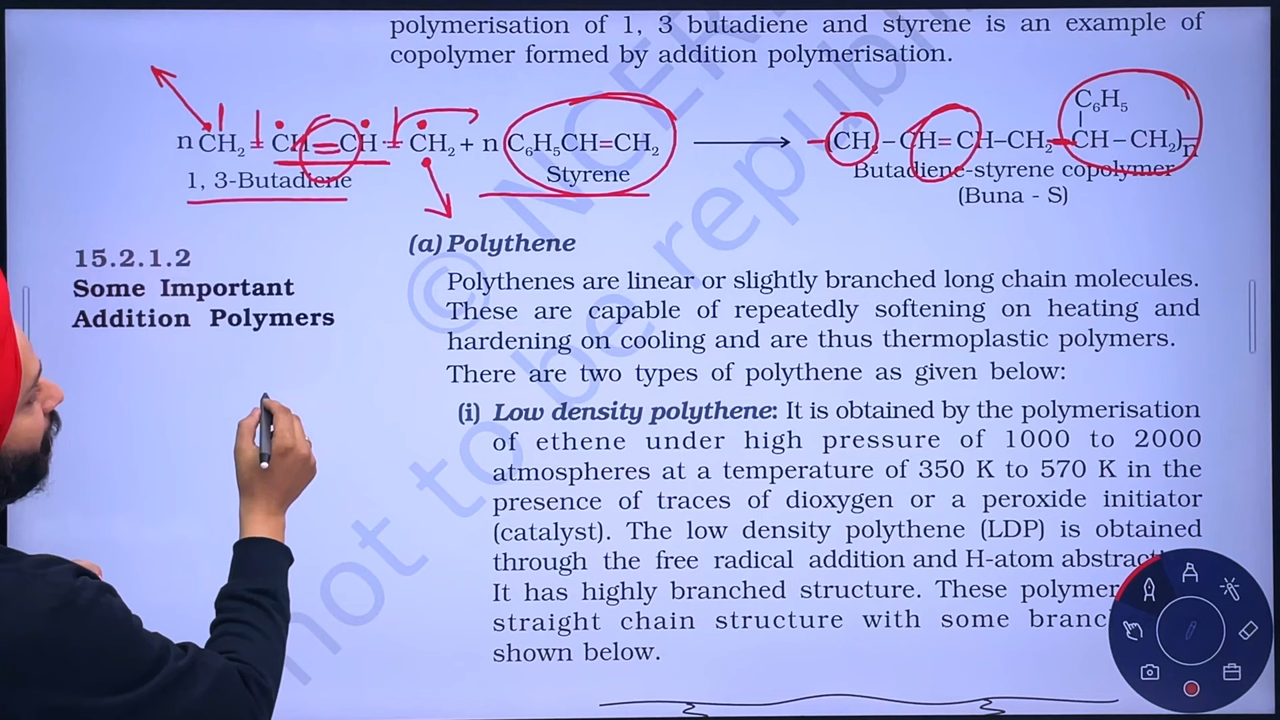 polymerisation of 1, 3 butadiene and styrene is an example of
copolymer formed by addition polymerisation.
C₆H₅
nCH₂=CH–CH=CH₂ + n C₆H₅CH=CH₂ ⟶ –(CH₂–CH=CH–CH₂–CH–CH₂)n
1, 3-Butadiene Styrene Butadiene-styrene copolymer
(Buna - S)
15.2.1.2
Some Important
Addition Polymers
(a) Polythene
Polythenes are linear or slightly branched long chain molecules.
These are capable of repeatedly softening on heating and
hardening on cooling and are thus thermoplastic polymers.
There are two types of polythene as given below:
(i) Low density polythene: It is obtained by the polymerisation
of ethene under high pressure of 1000 to 2000
atmospheres at a temperature of 350 K to 570 K in the
presence of traces of dioxygen or a peroxide initiator
(catalyst). The low density polythene (LDP) is obtained
through the free radical addition and H-atom
It has highly branched structure. These
straight chain structure with some
shown below.
© NCERT
not to be republi